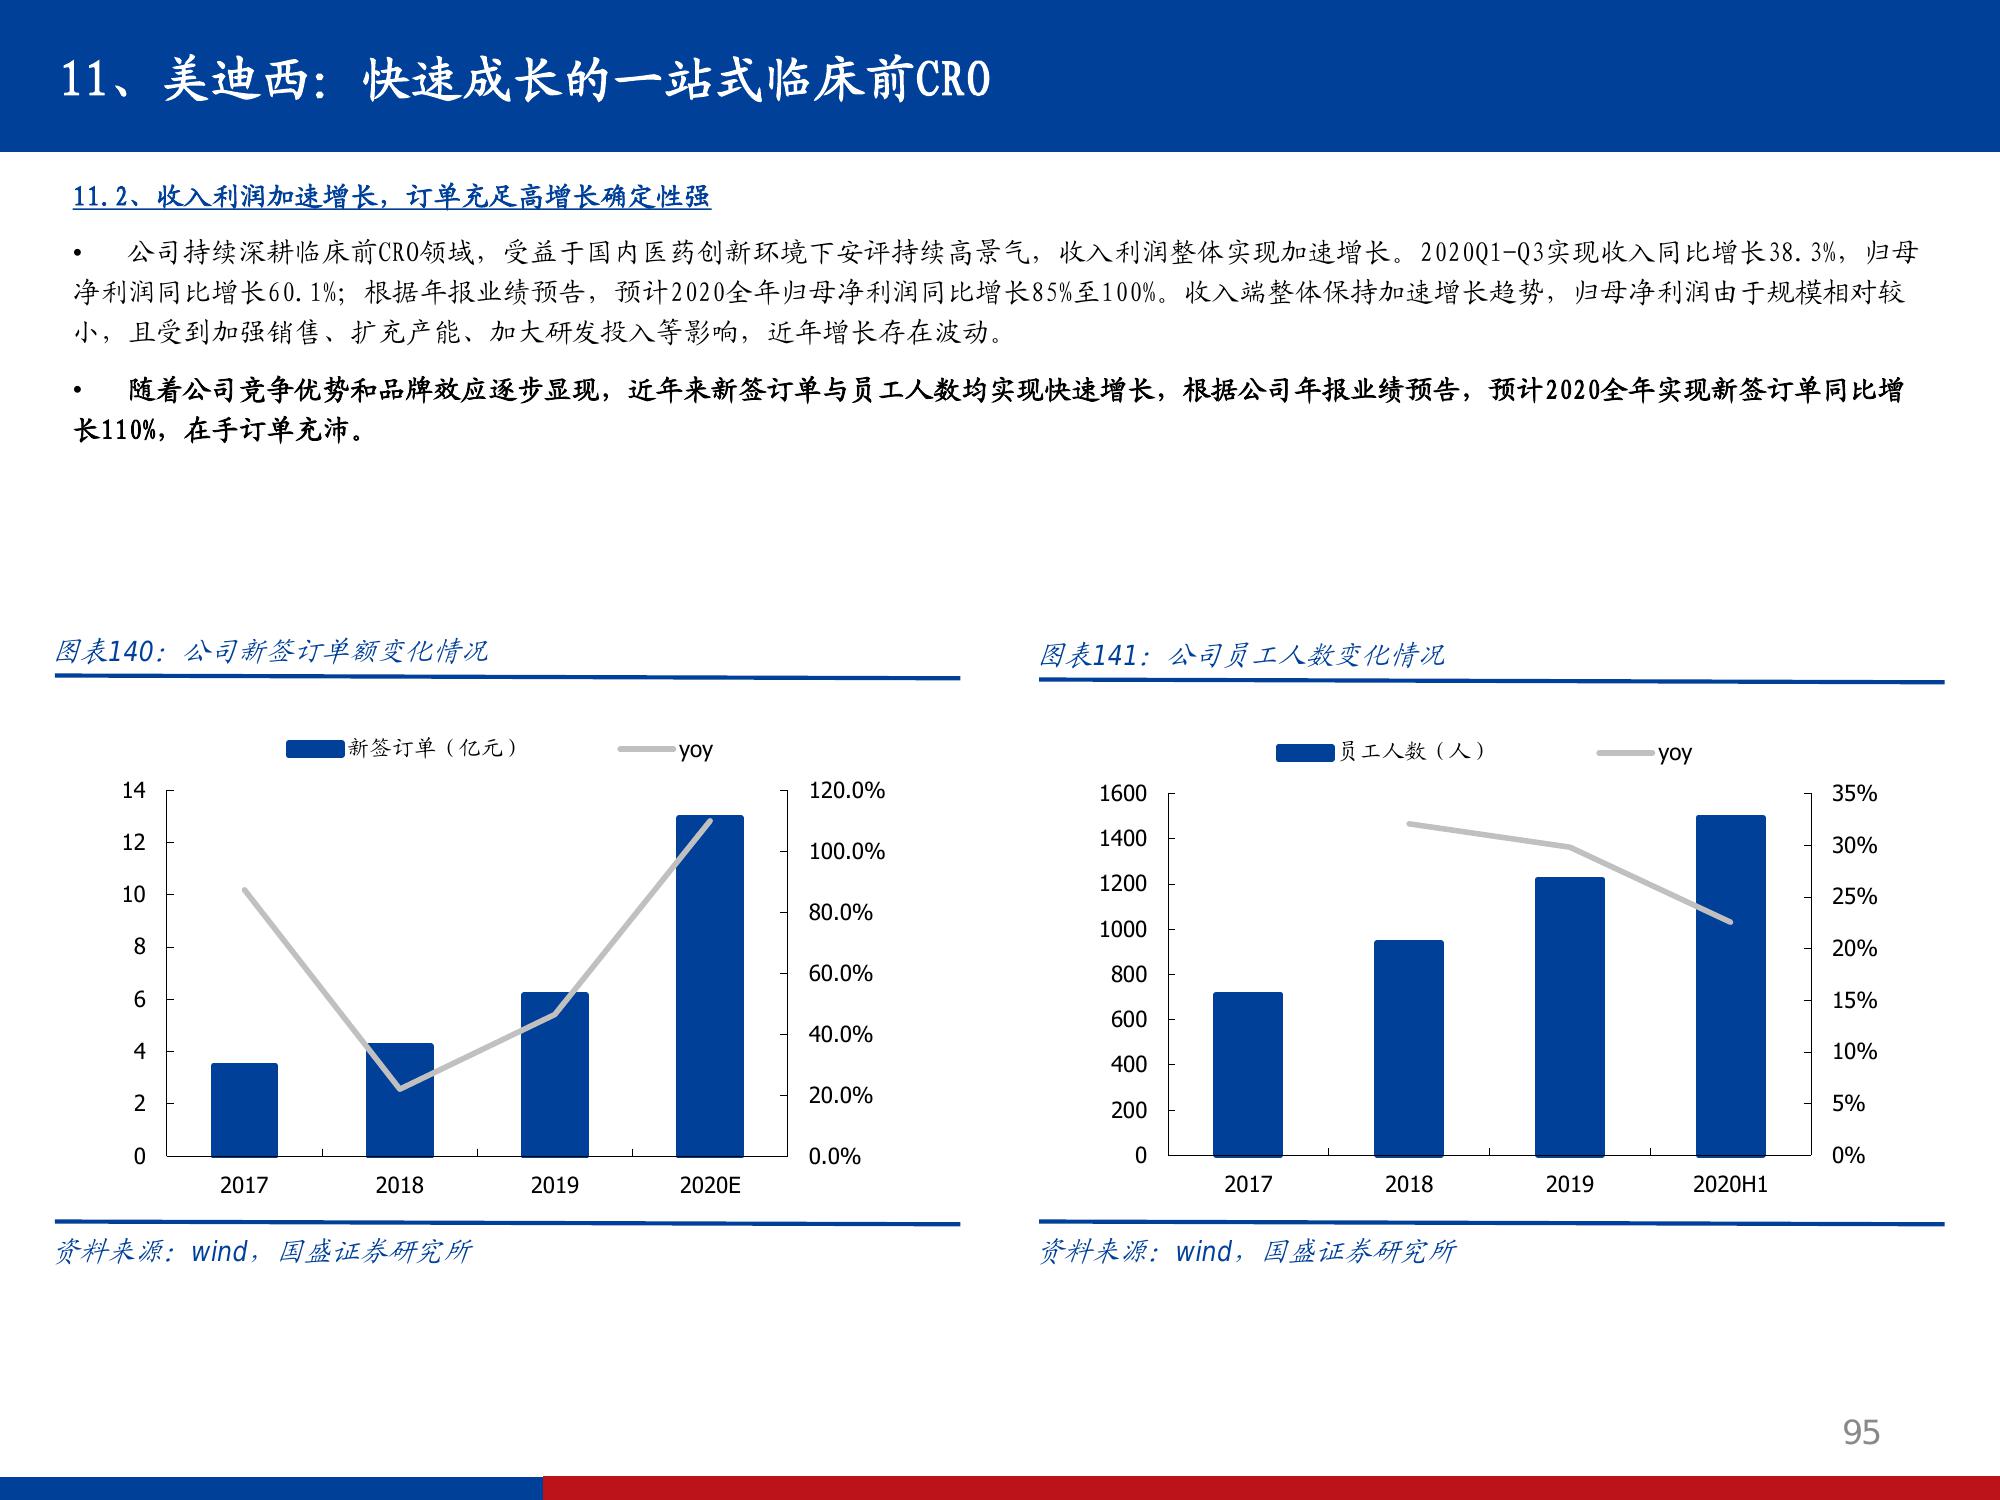 11、美迪西：快速成长的一站式临床前CRO
11.2、收入利润加速增长，订单充足高增长确定性强
• 公司持续深耕临床前CRO领域，受益于国内医药创新环境下安评持续高景气，收入利润整体实现加速增长。2020Q1-Q3实现收入同比增长38.3%，归母
净利润同比增长60.1%；根据年报业绩预告，预计2020全年归母净利润同比增长85%至100%。收入端整体保持加速增长趋势，归母净利润由于规模相对较
小，且受到加强销售、扩充产能、加大研发投入等影响，近年增长存在波动。
• 随着公司竞争优势和品牌效应逐步显现，近年来新签订单与员工人数均实现快速增长，根据公司年报业绩预告，预计2020全年实现新签订单同比增
长110%，在手订单充沛。
图表140：公司新签订单额变化情况
新签订单（亿元） yoy
14
12
10
8
6
4
2
0
120.0%
100.0%
80.0%
60.0%
40.0%
20.0%
0.0%
2017 2018 2019 2020E
资料来源：wind，国盛证券研究所
图表141：公司员工人数变化情况
员工人数（人） yoy
1600
1400
1200
1000
800
600
400
200
0
35%
30%
25%
20%
15%
10%
5%
0%
2017 2018 2019 2020H1
资料来源：wind，国盛证券研究所
95